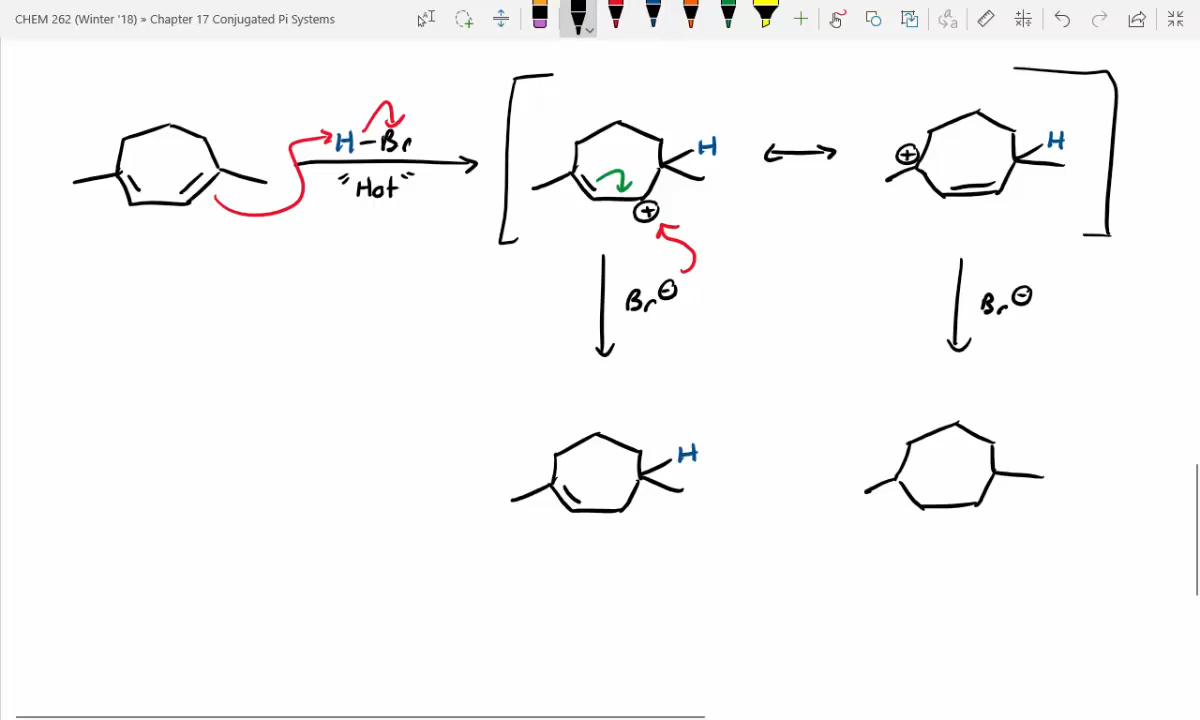 CHEM 262 (Winter '18) » Chapter 17 Conjugated Pi Systems
H–Br
"Hot"
H
⊕
⊕
H
Br⊖
Br⊖
H